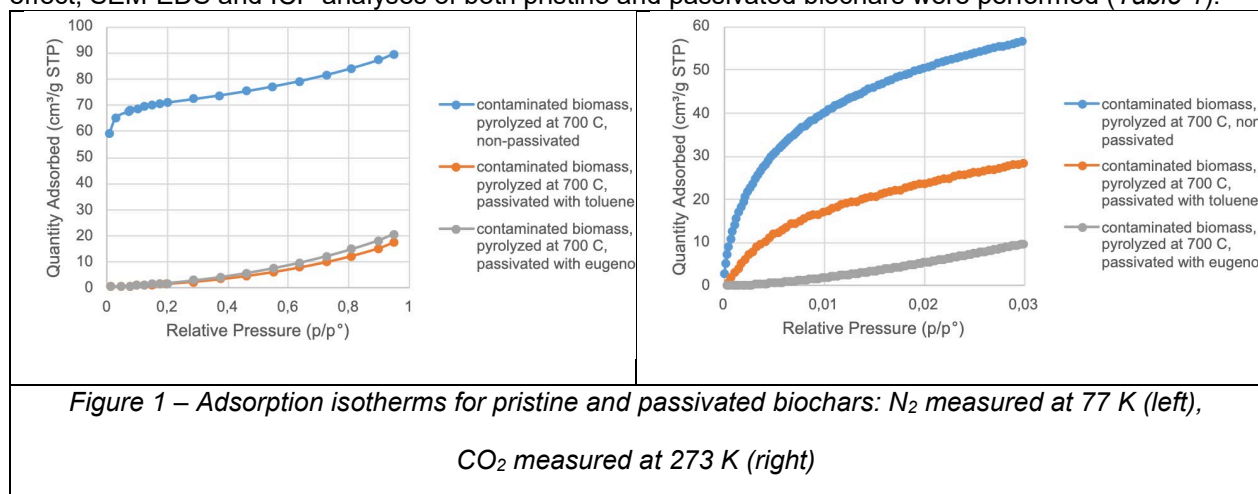 effect, SEM-EDS and ICP analyses of both pristine and passivated biochars were performed (Table 1).
100
90
80
70
60
50
40
30
20
10
0
0
0,2
0,4
0,6
0,8
1
Quantity Adsorbed (cm³/g STP)
Relative Pressure (p/p°)
contaminated biomass,
pyrolyzed at 700 C,
non-passivated
contaminated biomass,
pyrolyzed at 700 C,
passivated with toluene
contaminated biomass,
pyrolyzed at 700 C,
passivated with eugeno
60
50
40
30
20
10
0
0
0,01
0,02
0,03
Quantity Adsorbed (cm³/g STP)
Relative Pressure (p/p°)
contaminated biomass,
pyrolyzed at 700 C, non
passivated
contaminated biomass,
pyrolyzed at 700 C,
passivated with toluene
contaminated biomass,
pyrolyzed at 700 C,
passivated with eugeno
Figure 1 – Adsorption isotherms for pristine and passivated biochars: N₂ measured at 77 K (left),
CO₂ measured at 273 K (right)